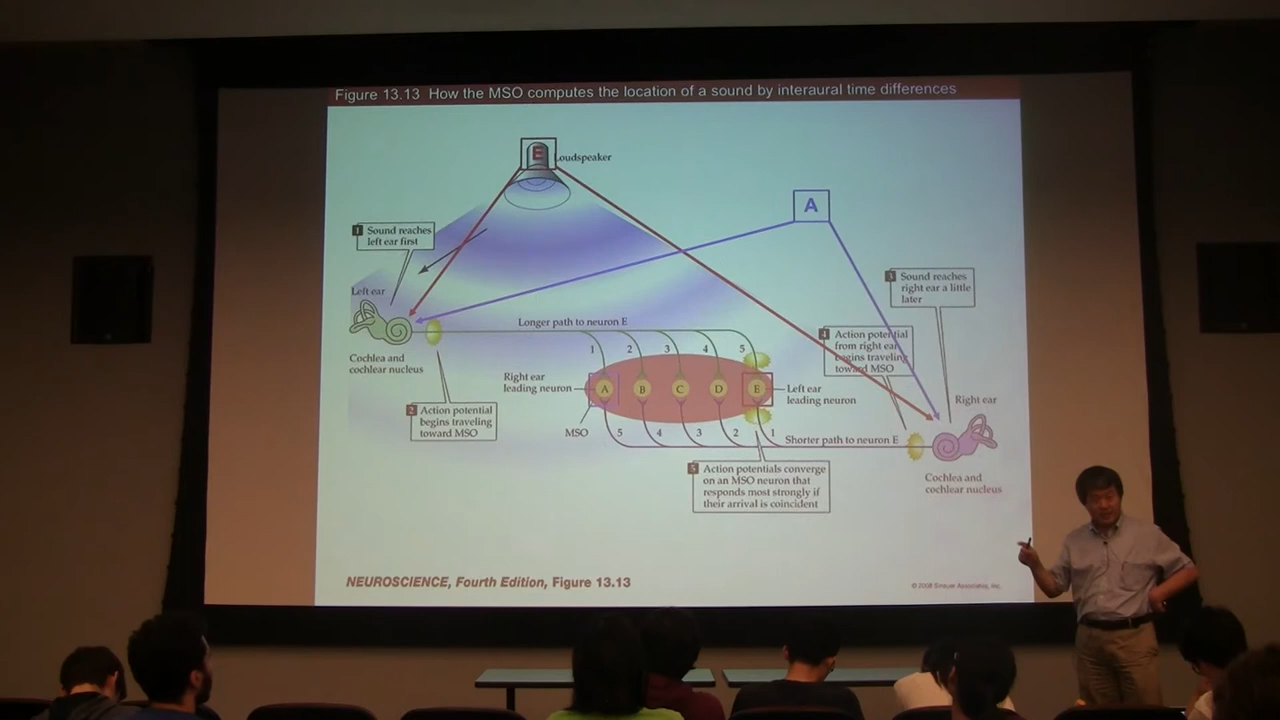 Figure 13.13 How the MSO computes the location of a sound by interaural time differences
E
Loudspeaker
A
1 Sound reaches
left ear first
3 Sound reaches
right ear a little
later
Left ear
Longer path to neuron E
1 2 3 4 5
4 Action potential
from right ear
begins traveling
toward MSO
Cochlea and
cochlear nucleus
Right ear
leading neuron
A B C D E
Left ear
leading neuron
Right ear
2 Action potential
begins traveling
toward MSO
MSO
5 4 3 2 1
Shorter path to neuron E
5 Action potentials converge
on an MSO neuron that
responds most strongly if
their arrival is coincident
Cochlea and
cochlear nucleus
NEUROSCIENCE, Fourth Edition, Figure 13.13
© 2008 Sinauer Associates, Inc.